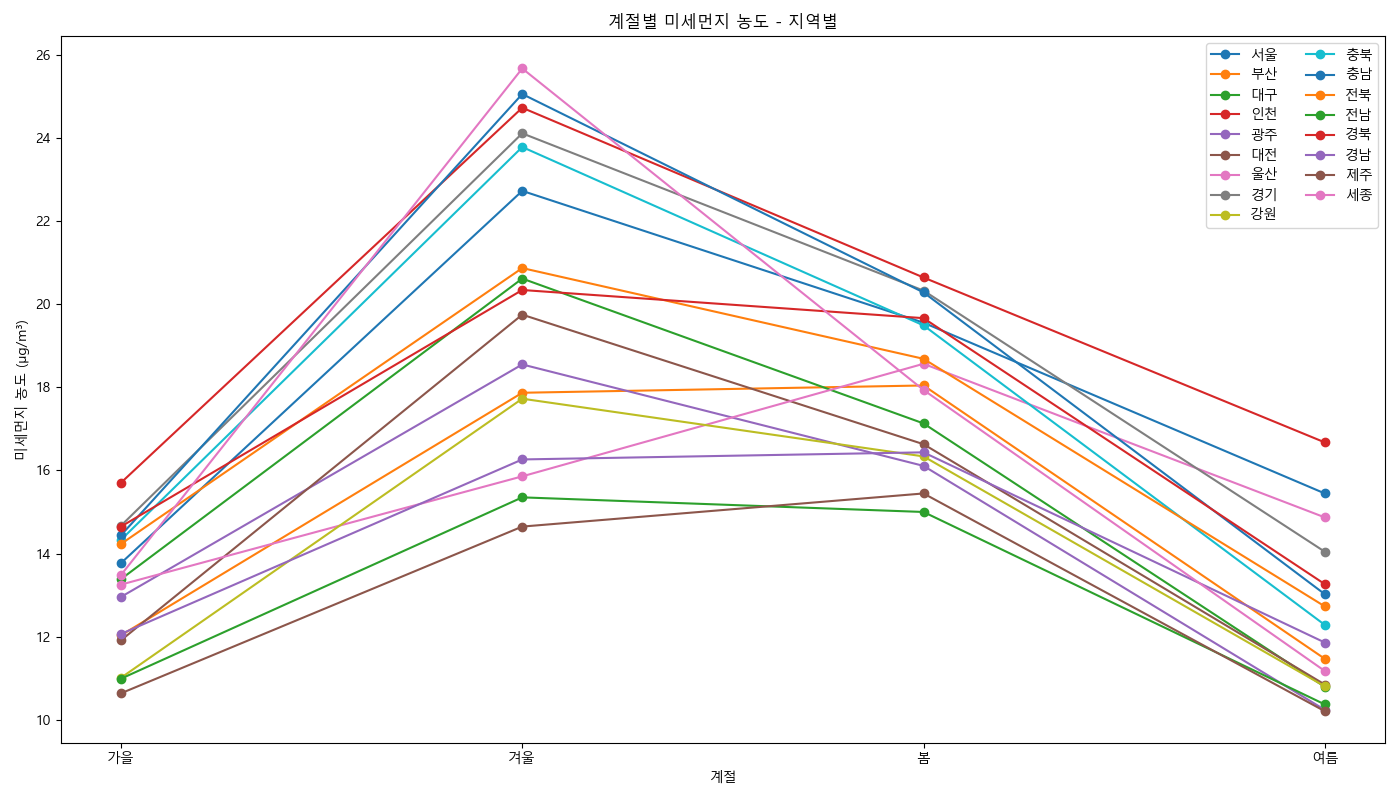 계절별 미세먼지 농도 - 지역별
미세먼지 농도 (µg/m³)
26
24
22
20
18
16
14
12
10
가을
겨울
봄
여름
계절
서울
부산
대구
인천
광주
대전
울산
경기
강원
충북
충남
전북
전남
경북
경남
제주
세종